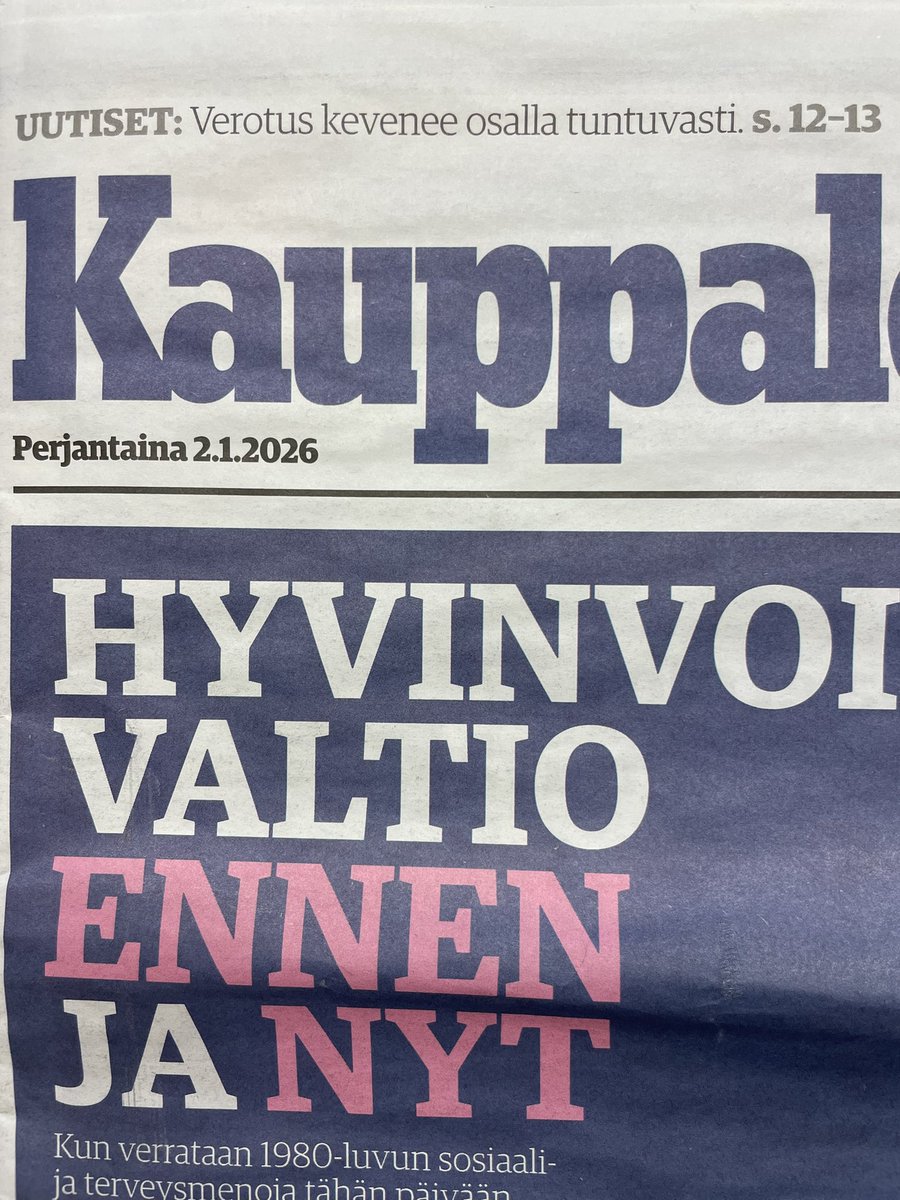 UUTISET: Verotus kevenee osalla tuntuvasti. s. 12–13
Kauppal
Perjantaina 2.1.2026
HYVINVOI
VALTIO
ENNEN
JA NYT
Kun verrataan 1980-luvun sosiaali-
ja terveysmenoja tähän päivään